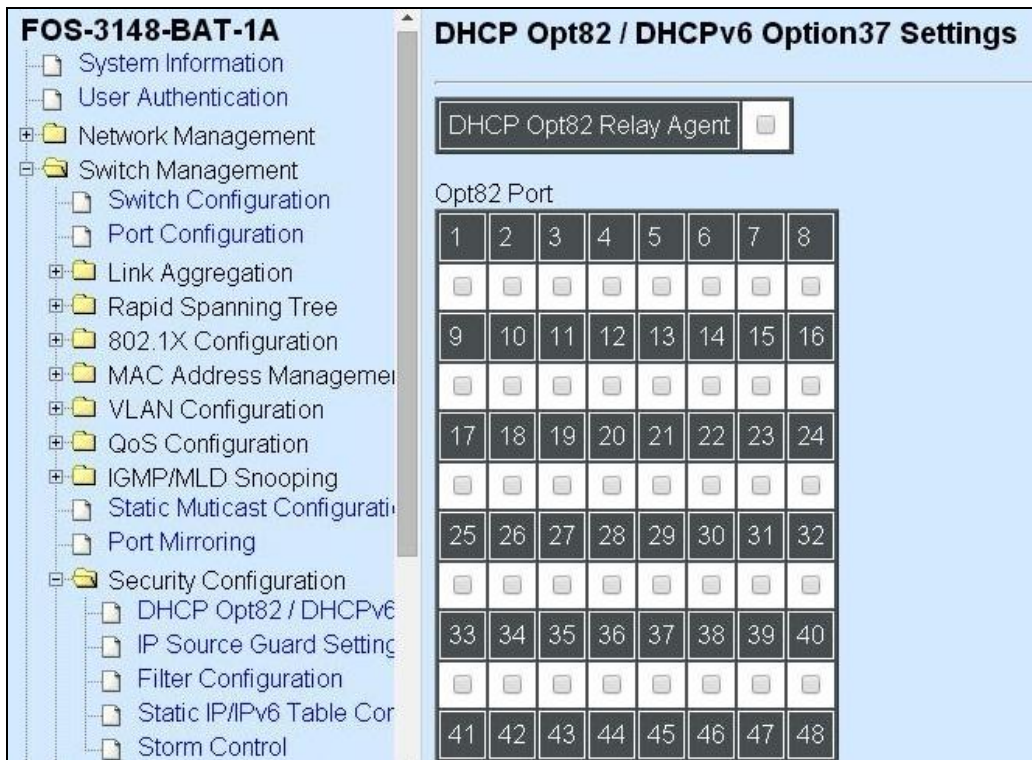 FOS-3148-BAT-1A
System Information
User Authentication
Network Management
Switch Management
Switch Configuration
Port Configuration
Link Aggregation
Rapid Spanning Tree
802.1X Configuration
MAC Address Managemer
VLAN Configuration
QoS Configuration
IGMP/MLD Snooping
Static Muticast Configurati
Port Mirroring
Security Configuration
DHCP Opt82 / DHCPv6
IP Source Guard Setting
Filter Configuration
Static IP/IPv6 Table Cor
Storm Control
DHCP Opt82 / DHCPv6 Option37 Settings
DHCP Opt82 Relay Agent
Opt82 Port
1 2 3 4 5 6 7 8
9 10 11 12 13 14 15 16
17 18 19 20 21 22 23 24
25 26 27 28 29 30 31 32
33 34 35 36 37 38 39 40
41 42 43 44 45 46 47 48